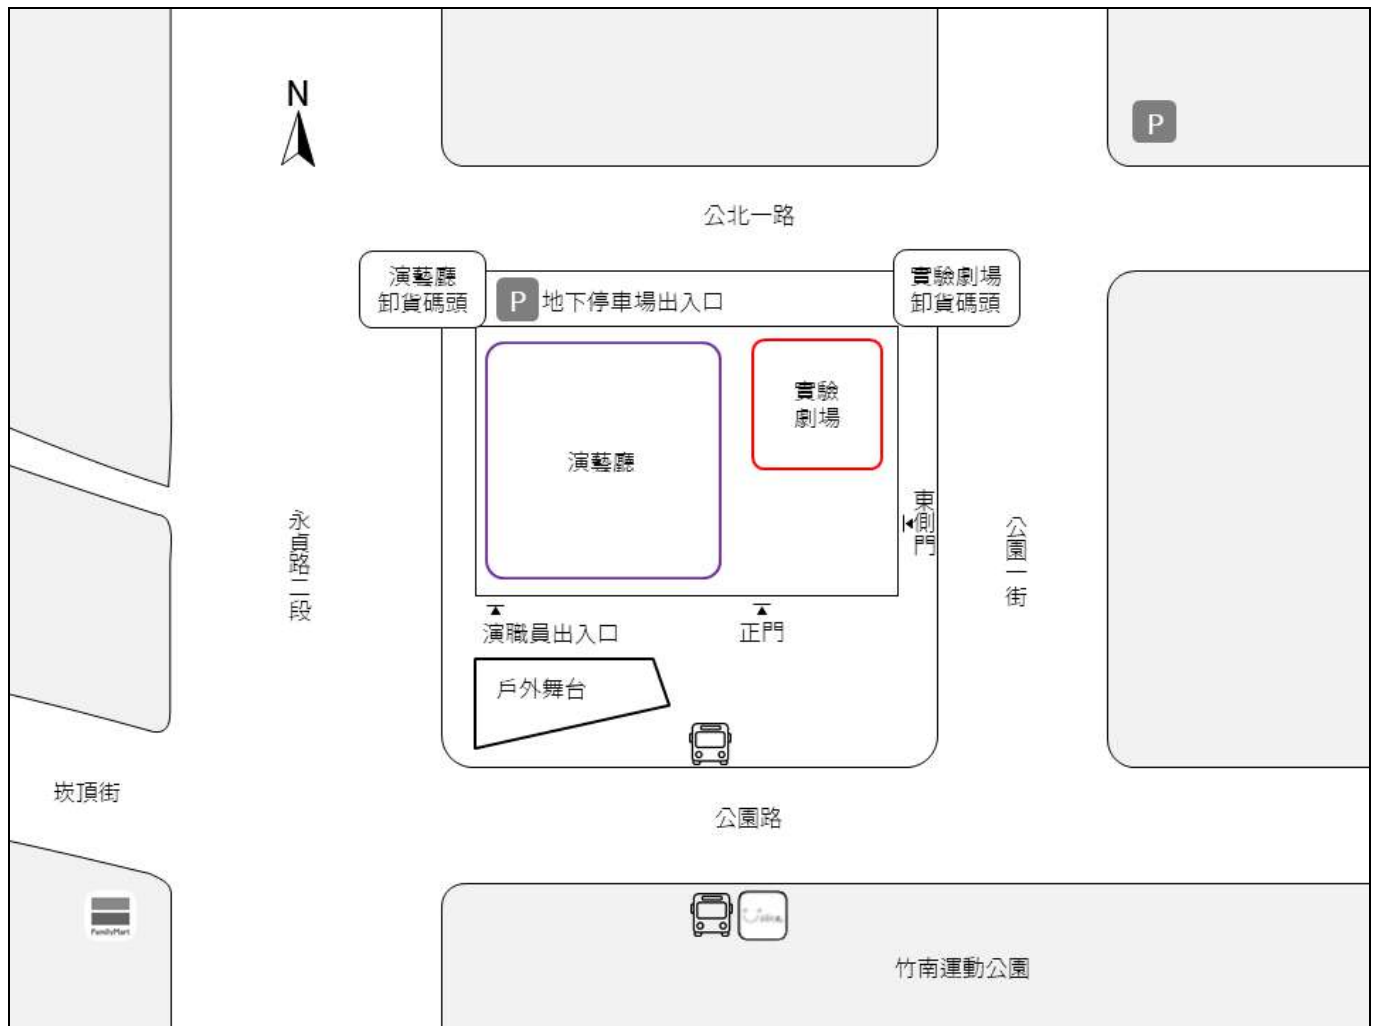 N
P
公北一路
演藝廳
卸貨碼頭
P 地下停車場出入口
實驗劇場
卸貨碼頭
實驗
劇場
演藝廳
東側門
永貞路二段
公園一街
演職員出入口
正門
戶外舞台
崁頂街
公園路
FamilyMart
竹南運動公園